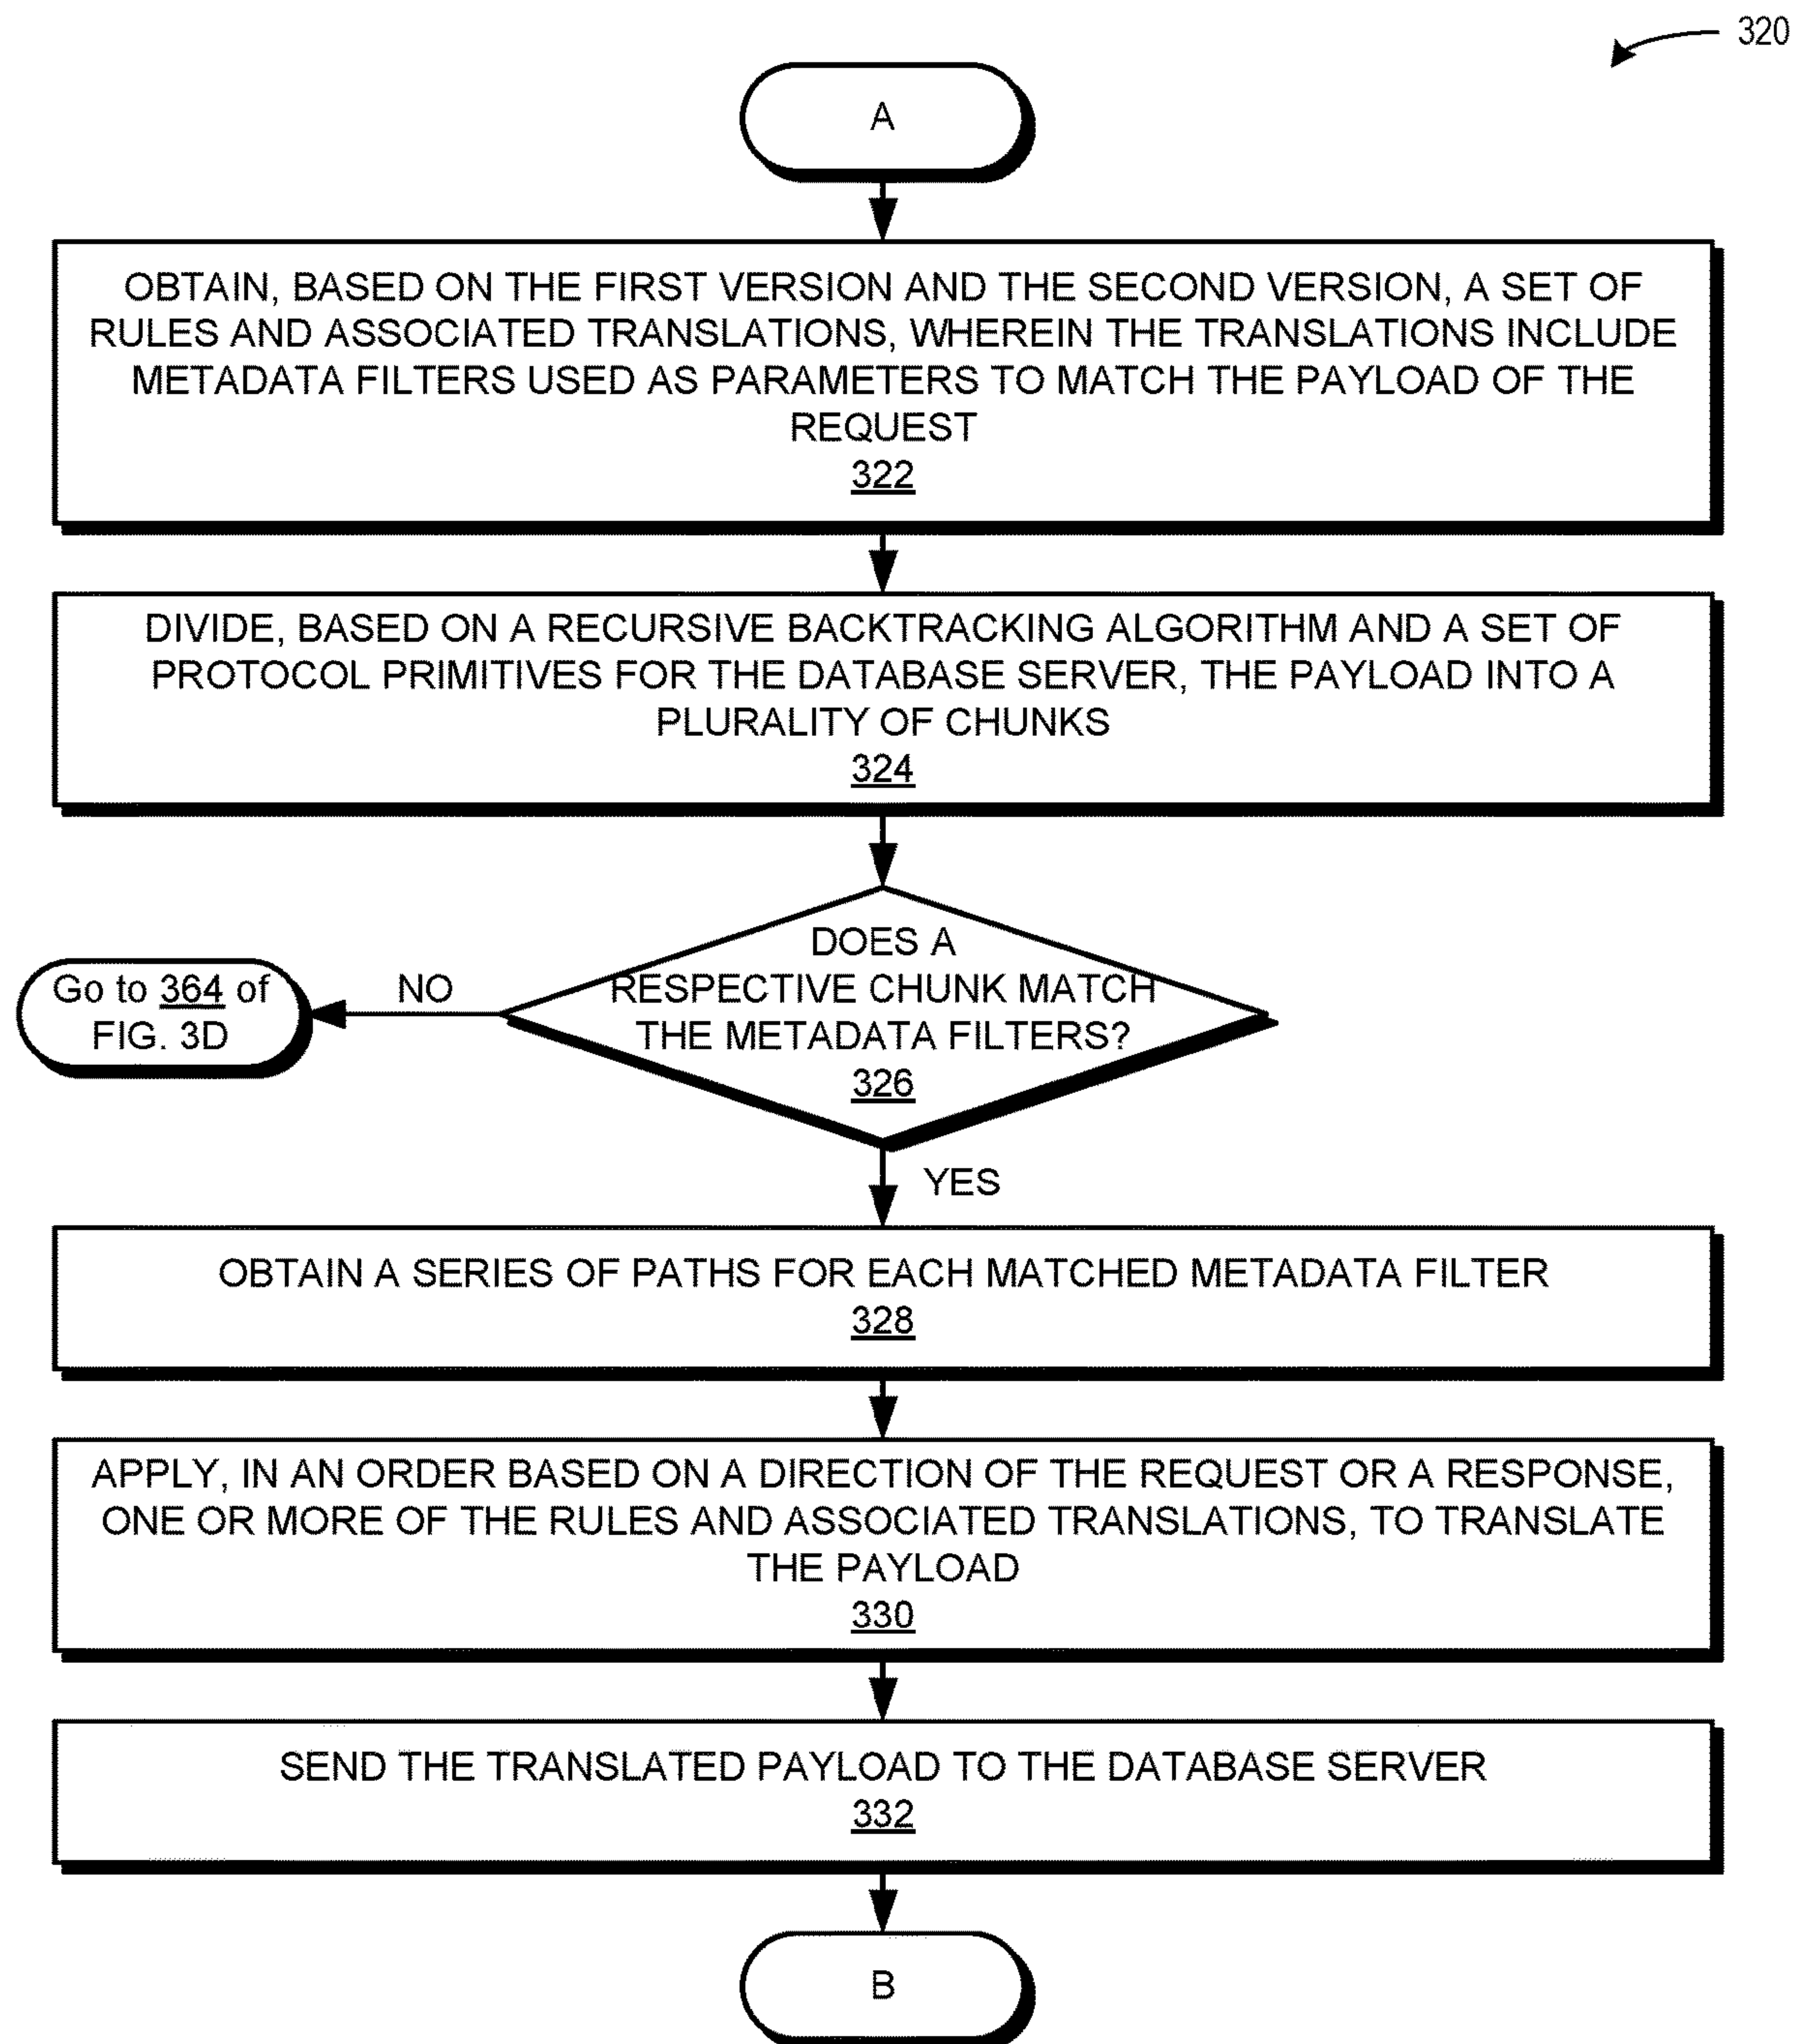 320
A
OBTAIN, BASED ON THE FIRST VERSION AND THE SECOND VERSION, A SET OF
RULES AND ASSOCIATED TRANSLATIONS, WHEREIN THE TRANSLATIONS INCLUDE
METADATA FILTERS USED AS PARAMETERS TO MATCH THE PAYLOAD OF THE
REQUEST
322
DIVIDE, BASED ON A RECURSIVE BACKTRACKING ALGORITHM AND A SET OF
PROTOCOL PRIMITIVES FOR THE DATABASE SERVER, THE PAYLOAD INTO A
PLURALITY OF CHUNKS
324
DOES A
RESPECTIVE CHUNK MATCH
THE METADATA FILTERS?
326
NO
Go to 364 of
FIG. 3D
YES
OBTAIN A SERIES OF PATHS FOR EACH MATCHED METADATA FILTER
328
APPLY, IN AN ORDER BASED ON A DIRECTION OF THE REQUEST OR A RESPONSE,
ONE OR MORE OF THE RULES AND ASSOCIATED TRANSLATIONS, TO TRANSLATE
THE PAYLOAD
330
SEND THE TRANSLATED PAYLOAD TO THE DATABASE SERVER
332
B